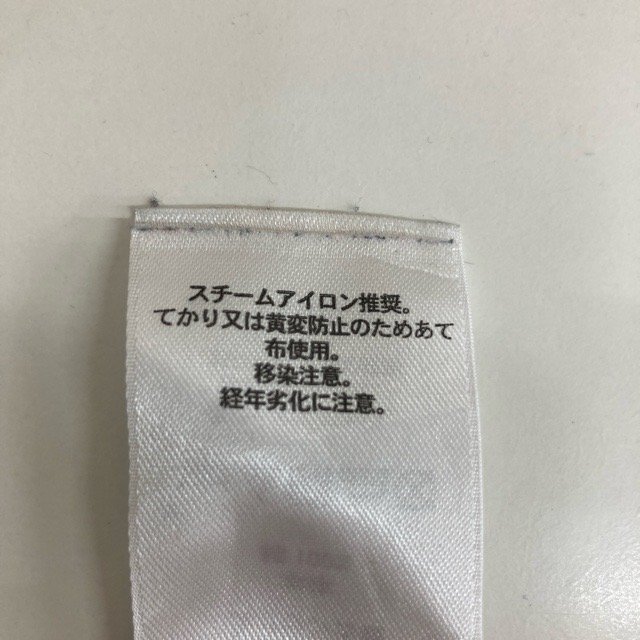 スチームアイロン推奨。
てかり又は黄変防止のためあて
布使用。
移染注意。
経年劣化に注意。